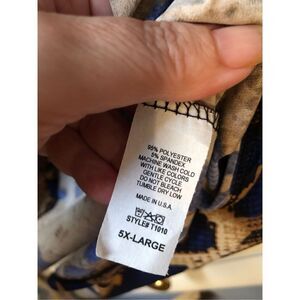 95% POLYESTER
5% SPANDEX
MACHINE WASH COLD
WITH LIKE COLORS
GENTLE CYCLE
DO NOT BLEACH
TUMBLE DRY LOW
MADE IN U.S.A
STYLE# T1010
5X-LARGE